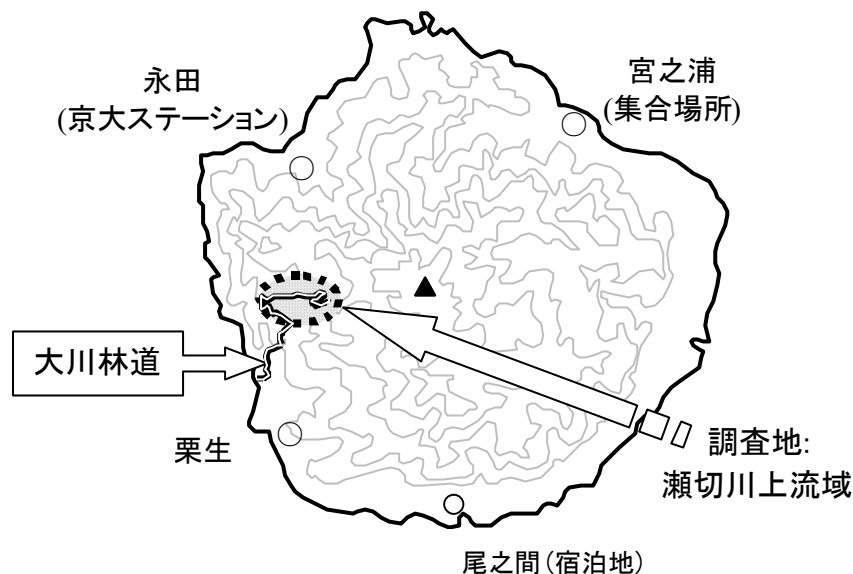 永田
(京大ステーション)
宮之浦
(集合場所)
大川林道
栗生
調査地:
瀬切川上流域
尾之間(宿泊地)